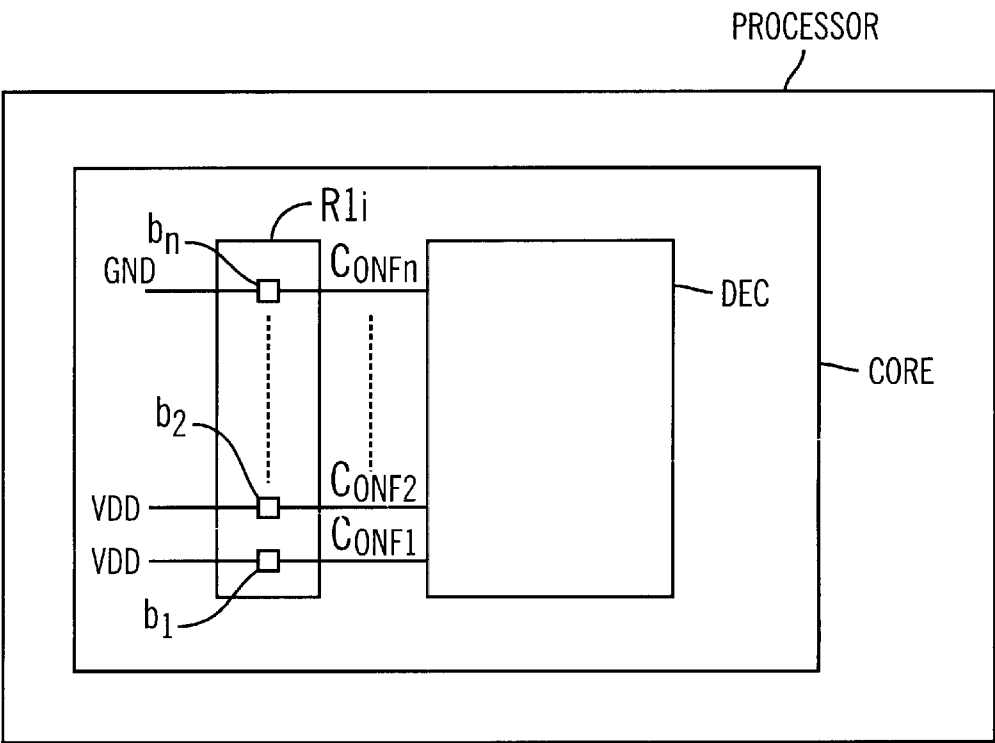 PROCESSOR
R1i
bn
GND
CONFn
DEC
CORE
b2
VDD
CONF2
VDD
CONF1
b1